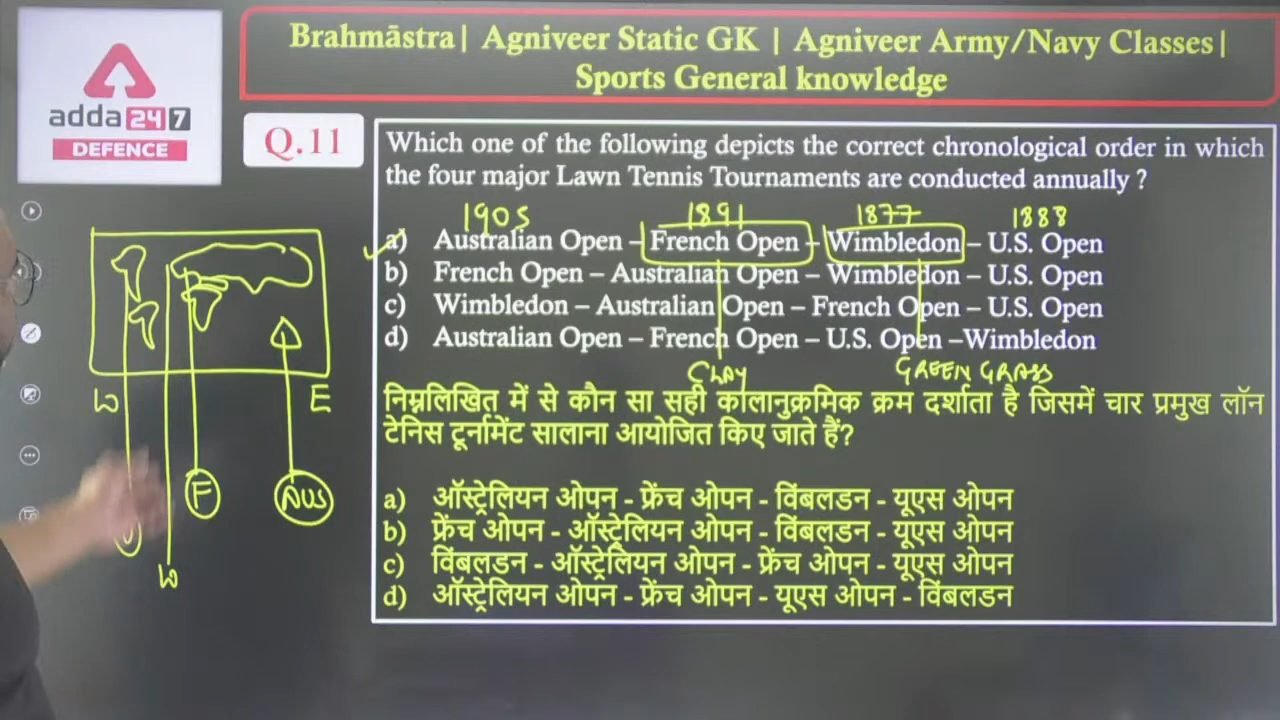 Brahmāstra| Agniveer Static GK | Agniveer Army/Navy Classes|
Sports General knowledge
adda 247
DEFENCE
Q.11
Which one of the following depicts the correct chronological order in which
the four major Lawn Tennis Tournaments are conducted annually ?
1905 1891 1877 1888
a) Australian Open – French Open – Wimbledon – U.S. Open
b) French Open – Australian Open – Wimbledon – U.S. Open
c) Wimbledon – Australian Open – French Open – U.S. Open
d) Australian Open – French Open – U.S. Open –Wimbledon
CLAY GREEN GRASS
W E
निम्नलिखित में से कौन सा सही कालानुक्रमिक क्रम दर्शाता है जिसमें चार प्रमुख लॉन
टेनिस टूर्नामेंट सालाना आयोजित किए जाते हैं?
F AUS
W
a) ऑस्ट्रेलियन ओपन - फ्रेंच ओपन - विंबलडन - यूएस ओपन
b) फ्रेंच ओपन - ऑस्ट्रेलियन ओपन - विंबलडन - यूएस ओपन
c) विंबलडन - ऑस्ट्रेलियन ओपन - फ्रेंच ओपन - यूएस ओपन
d) ऑस्ट्रेलियन ओपन - फ्रेंच ओपन - यूएस ओपन - विंबलडन